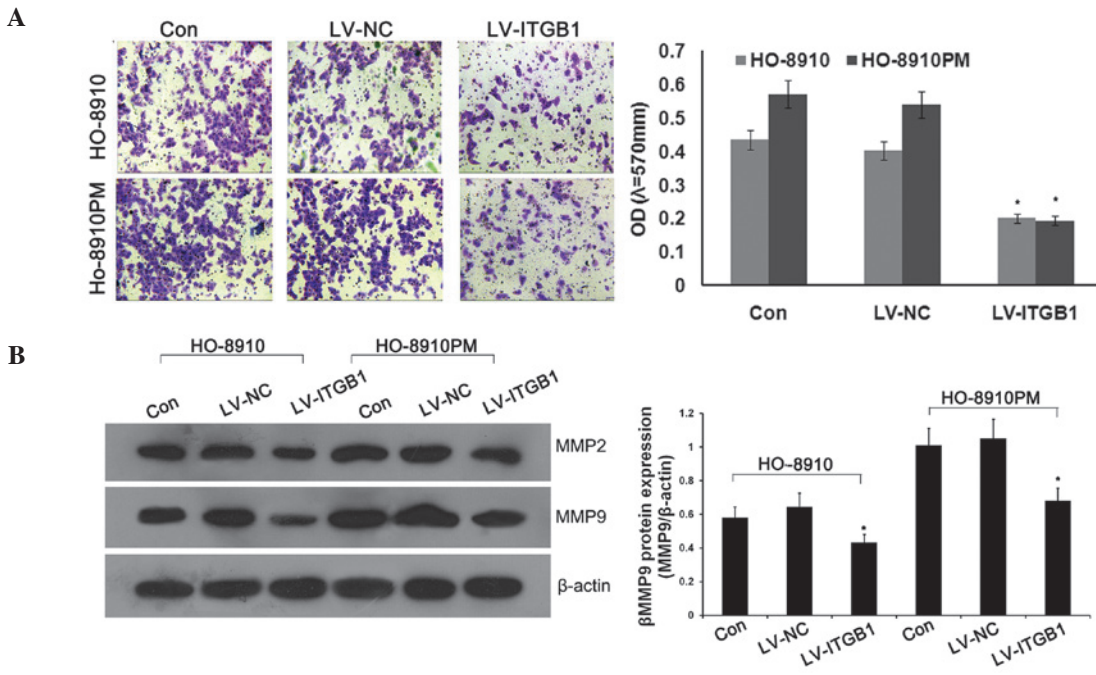 A
Con LV-NC LV-ITGB1
HO-8910
Ho-8910PM
OD (λ=570mm)
0.7
0.6
0.5
0.4
0.3
0.2
0.1
0
HO-8910 HO-8910PM
* *
Con LV-NC LV-ITGB1
B
HO-8910 HO-8910PM
Con LV-NC LV-ITGB1 Con LV-NC LV-ITGB1
MMP2
MMP9
β-actin
βMMP9 protein expression
(MMP9/β-actin)
1.2
1
0.8
0.6
0.4
0.2
0
HO-8910
HO-8910PM
* *
Con LV-NC LV-ITGB1 Con LV-NC LV-ITGB1